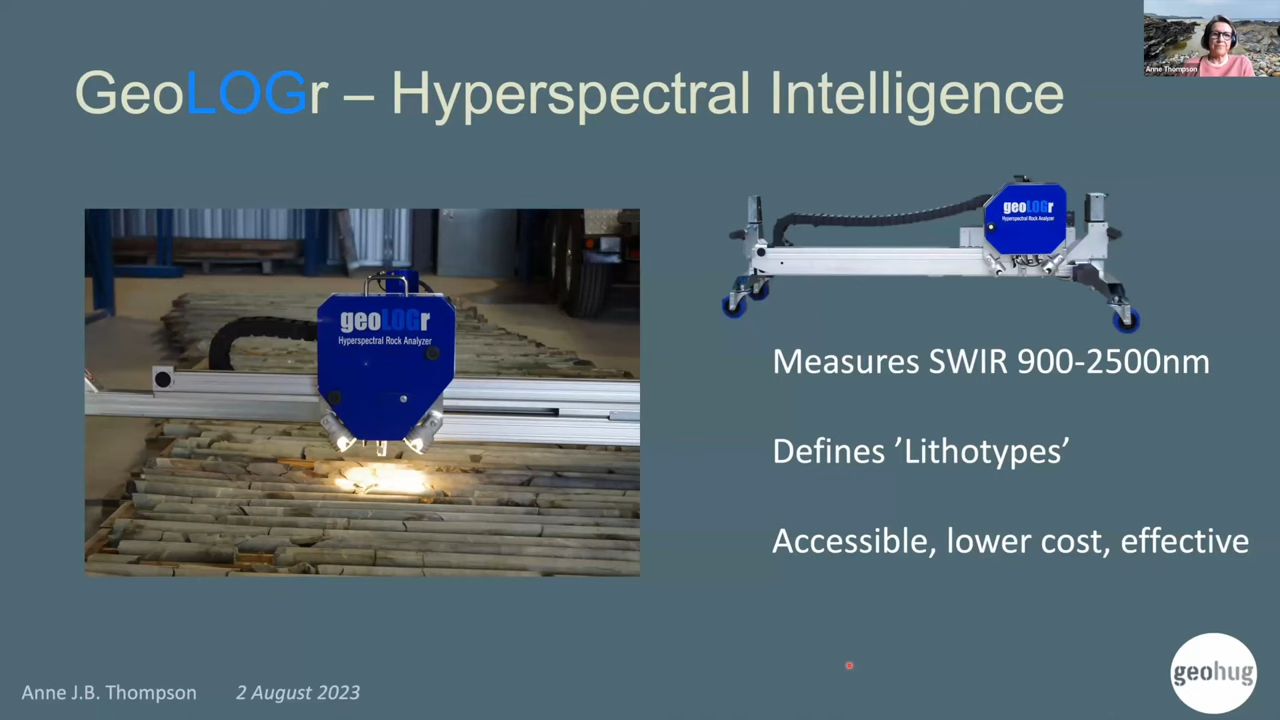 GeoLOGr – Hyperspectral Intelligence
Anne Thompson
geoLOGr
Hyperspectral Rock Analyzer
geoLOGr
Hyperspectral Rock Analyzer
Measures SWIR 900-2500nm
Defines ’Lithotypes’
Accessible, lower cost, effective
Anne J.B. Thompson 2 August 2023
geohug